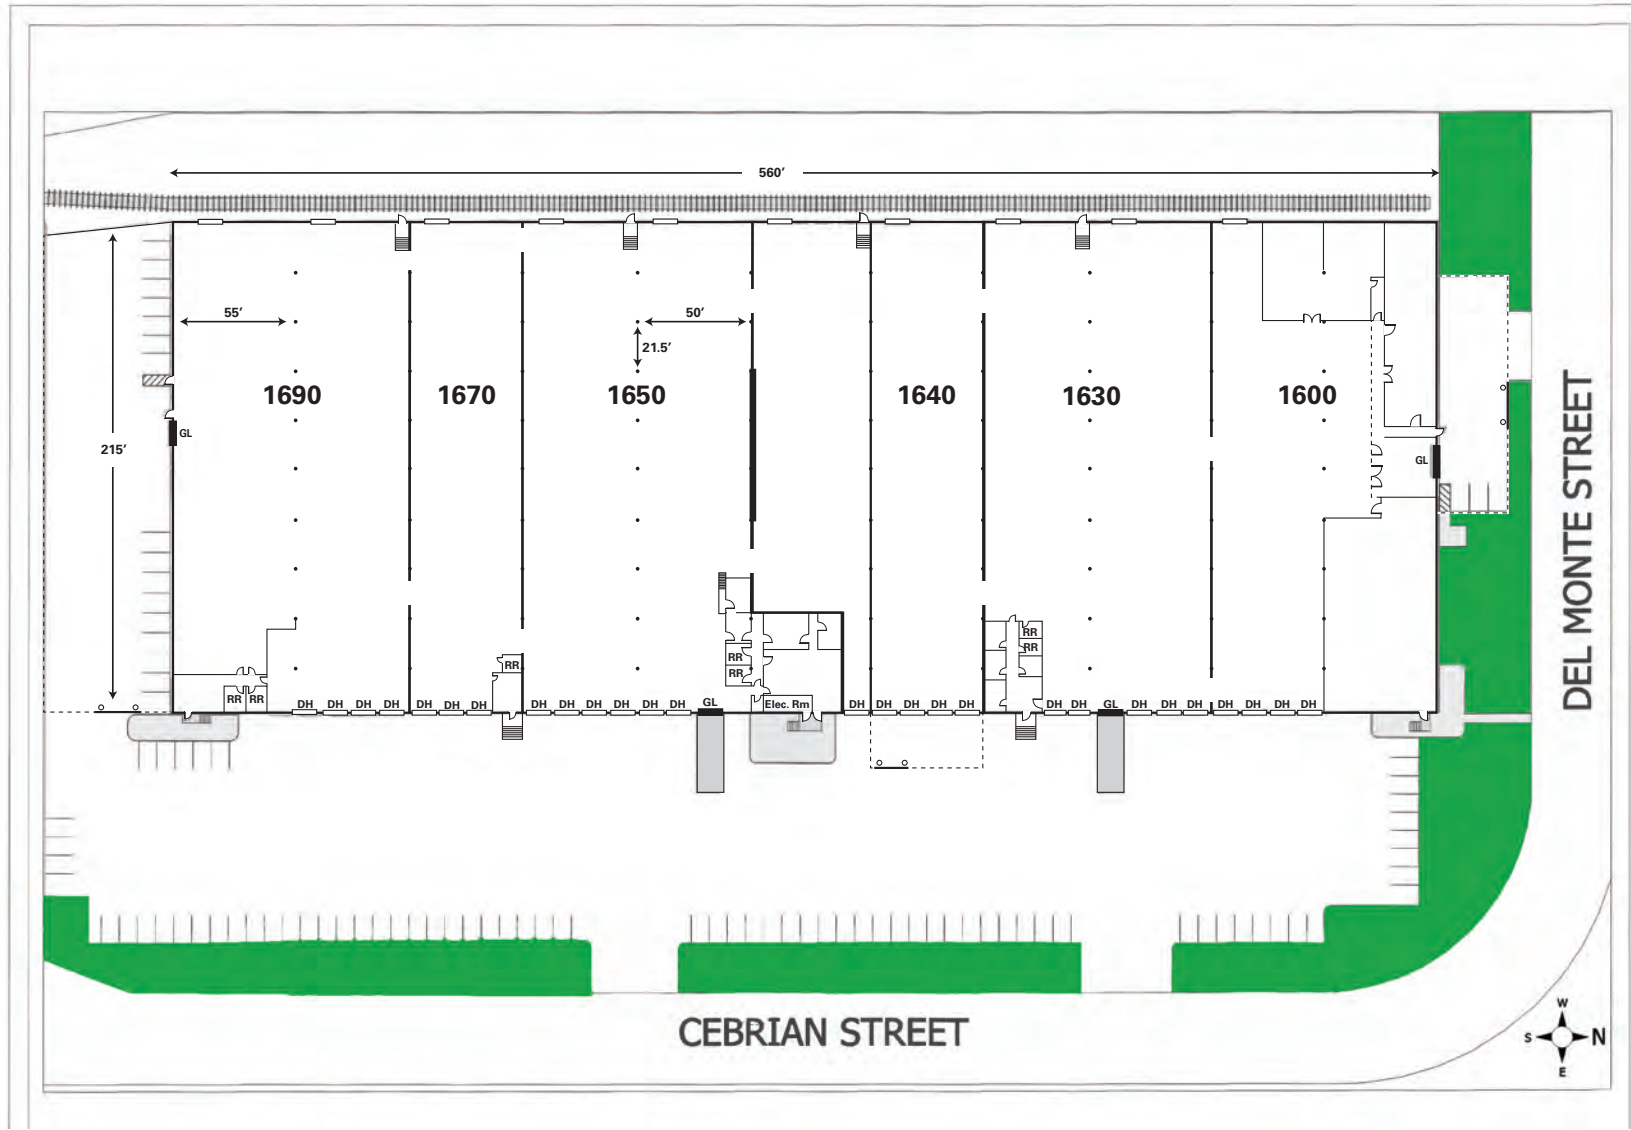 560′
55′
50′
21.5′
1690
1670
1650
1640
1630
1600
GL
215′
GL
RR
RR
RR
RR
RR
RR
RR
DH
DH
DH
DH
DH
DH
DH
DH
DH
DH
DH
DH
DH
GL
Elec. Rm
DH
DH
DH
DH
DH
DH
DH
GL
DH
DH
DH
DH
DH
DH
DH
DEL MONTE STREET
CEBRIAN STREET
W
S
N
E